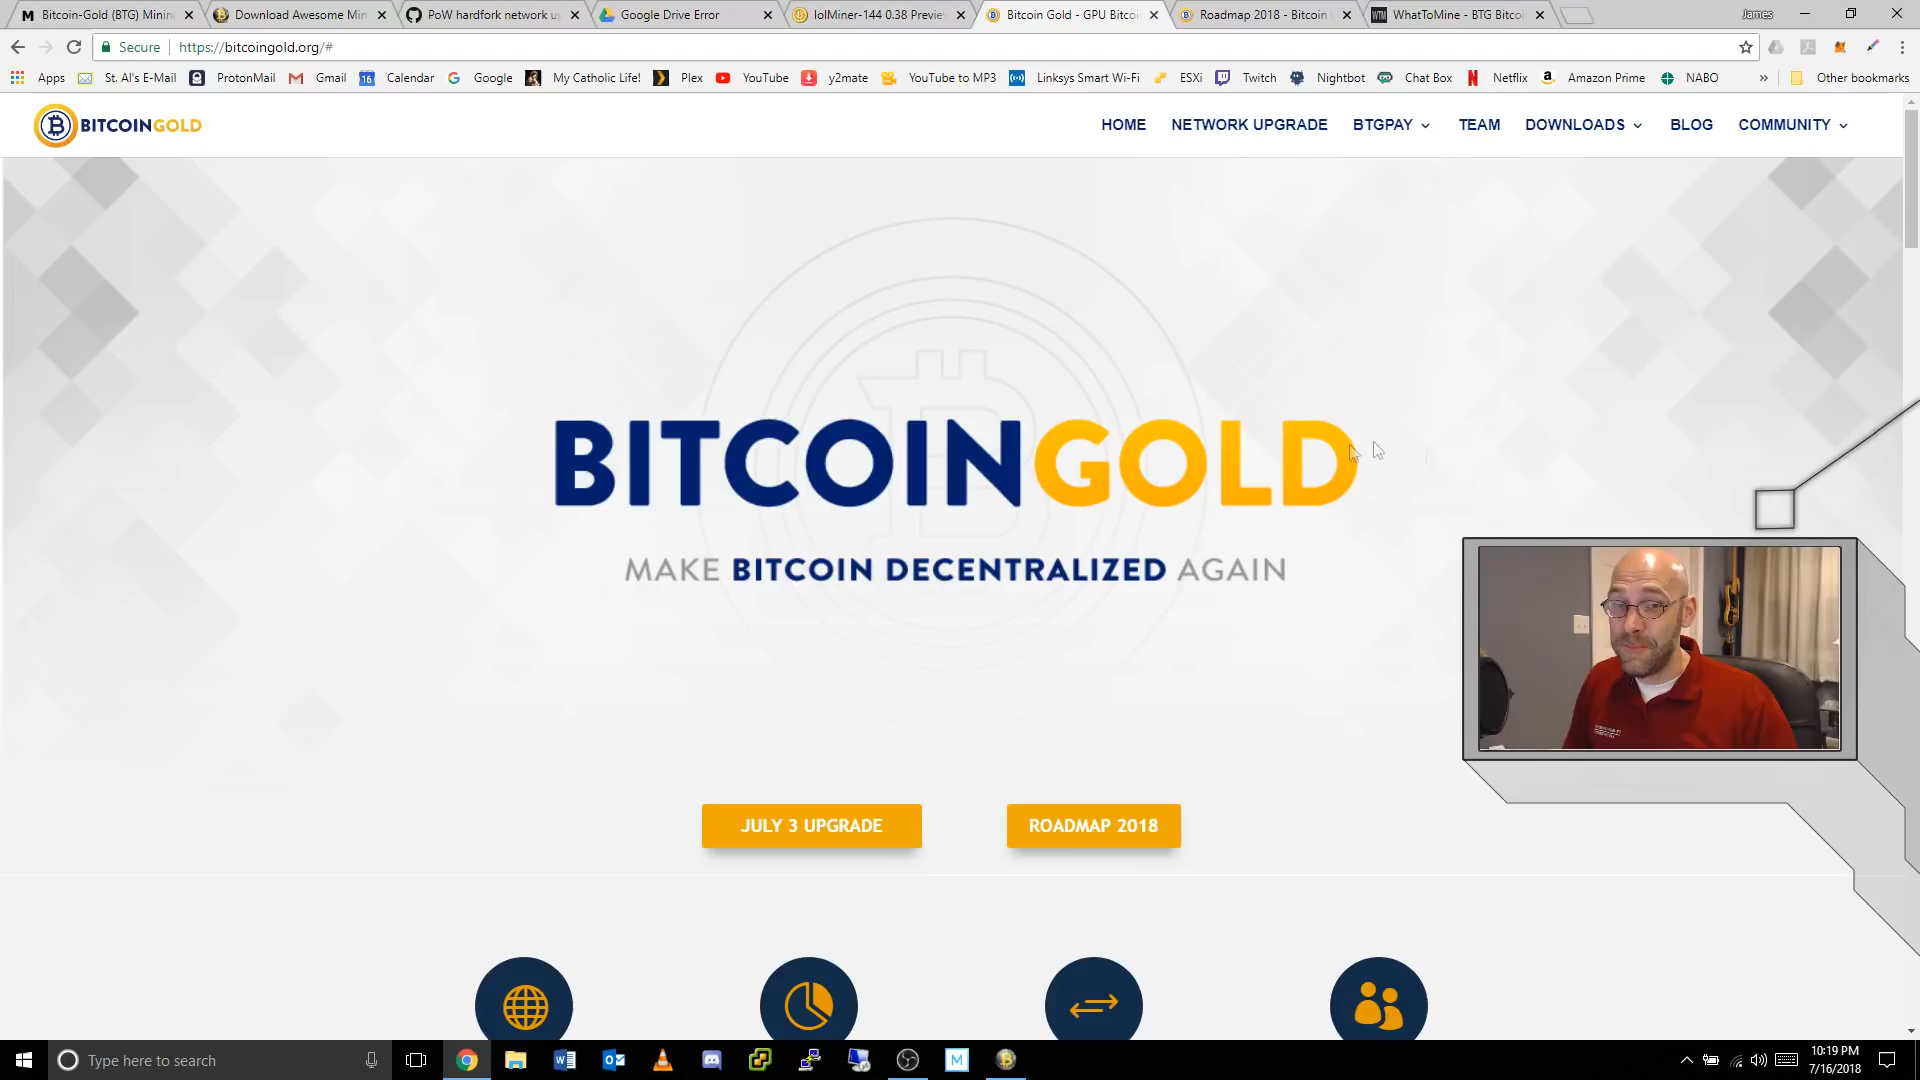 Bitcoin-Gold (BTG) Minin
Download Awesome Min
PoW hardfork network u
Google Drive Error
lolMiner-144 0.38 Previe
Bitcoin Gold - GPU Bitco
Roadmap 2018 - Bitcoin
WhatToMine - BTG Bitcoi
James
Secure
https://bitcoingold.org/#
Apps
St. Al's E-Mail
ProtonMail
Gmail
16
Calendar
Google
My Catholic Life!
Plex
YouTube
y2mate
YouTube to MP3
Linksys Smart Wi-Fi
ESXi
Twitch
Nightbot
Chat Box
Netflix
Amazon Prime
NABO
»
Other bookmarks
BITCOINGOLD
HOME
NETWORK UPGRADE
BTGPAY
TEAM
DOWNLOADS
BLOG
COMMUNITY
BITCOINGOLD
MAKE BITCOIN DECENTRALIZED AGAIN
JULY 3 UPGRADE
ROADMAP 2018
Type here to search
10:19 PM
7/16/2018